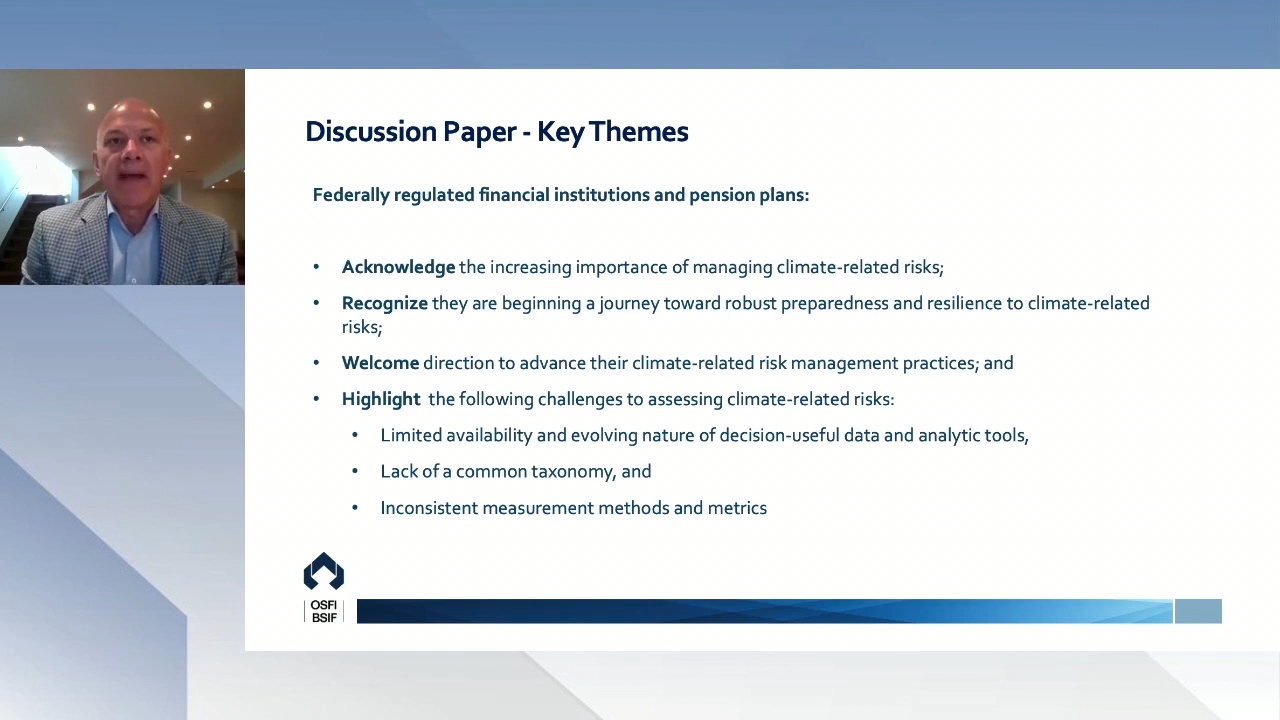 Discussion Paper - Key Themes
Federally regulated financial institutions and pension plans:
• Acknowledge the increasing importance of managing climate-related risks;
• Recognize they are beginning a journey toward robust preparedness and resilience to climate-related
risks;
• Welcome direction to advance their climate-related risk management practices; and
• Highlight the following challenges to assessing climate-related risks:
• Limited availability and evolving nature of decision-useful data and analytic tools,
• Lack of a common taxonomy, and
• Inconsistent measurement methods and metrics
OSFI
BSIF